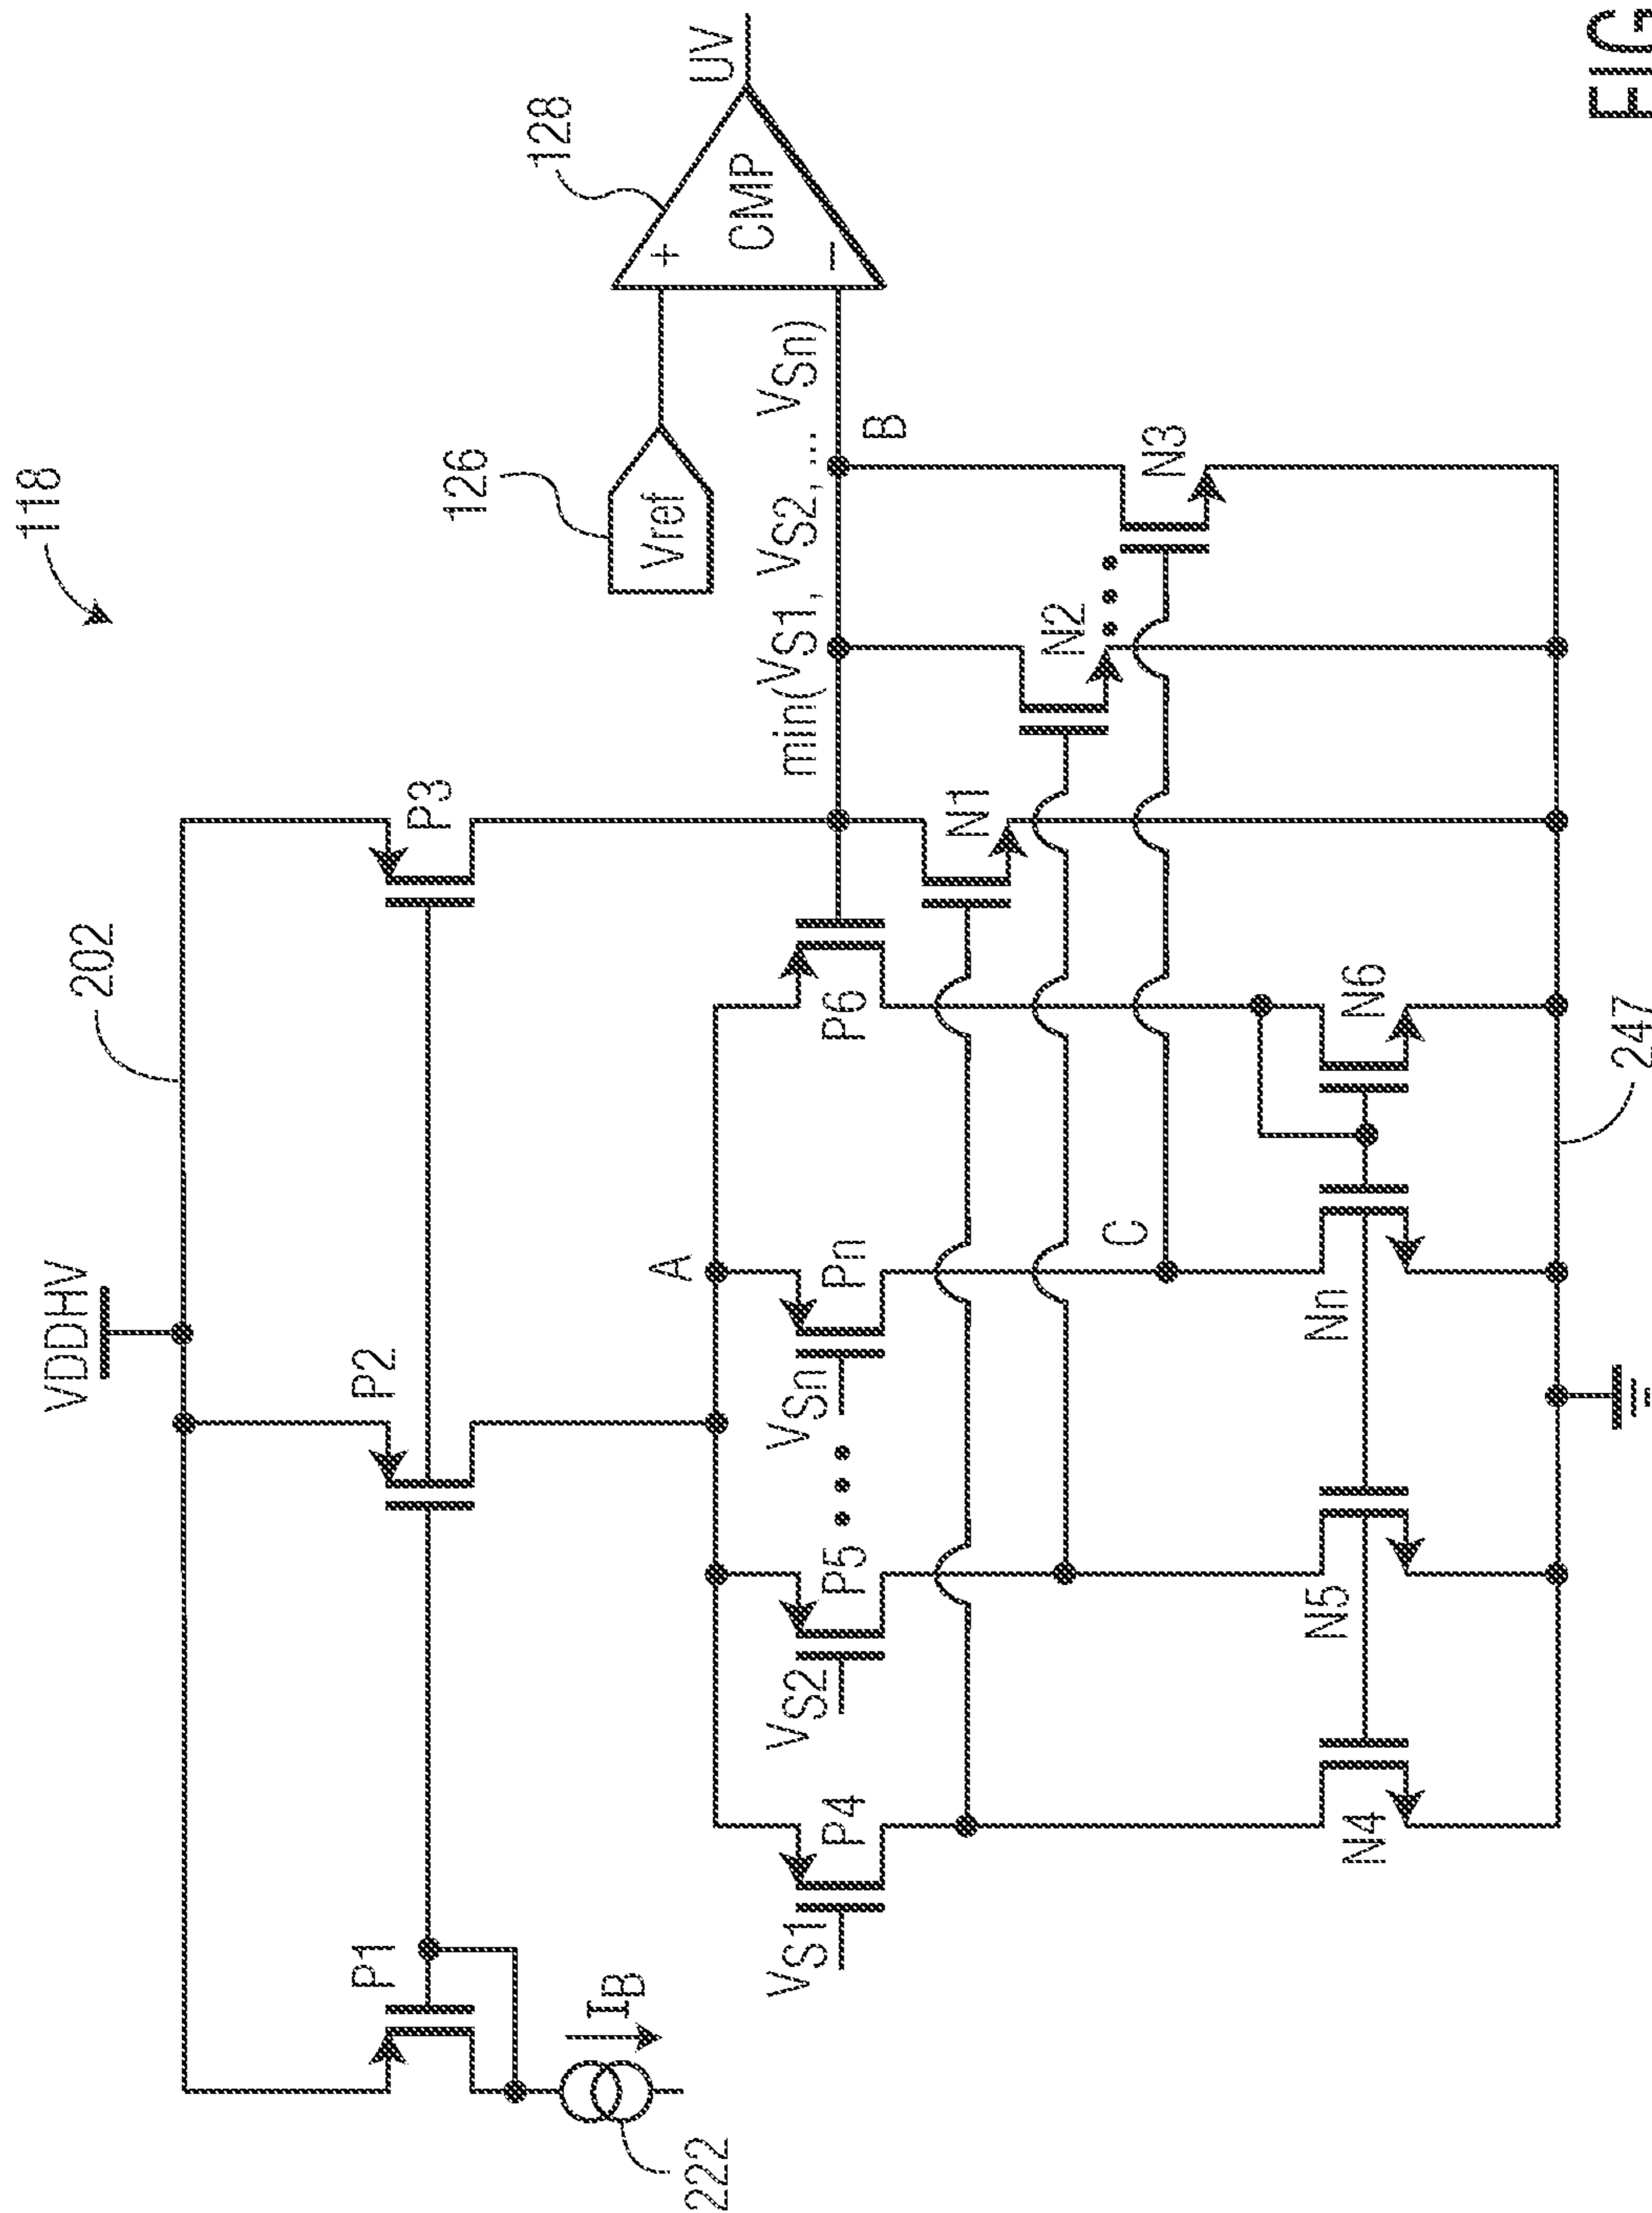 118
202
VDDHV
P1
P2
P3
IB
222
126
Vref
128
+
CMP
−
UV
A
min(VS1, VS2, ... VSn)
B
VS1
P4
VS2
P5
VSn
Pn
P6
N1
N2
N3
C
N4
N5
Nn
N6
247
FIG